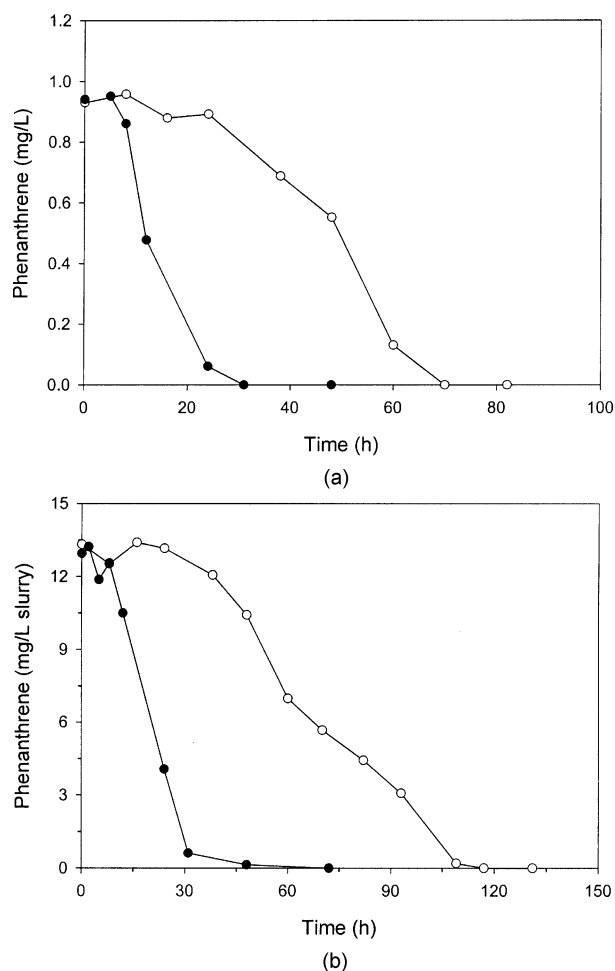 1.2
1.0
0.8
0.6
0.4
0.2
0.0
Phenanthrene (mg/L)
0 20 40 60 80 100
Time (h)
(a)
15
12
9
6
3
0
Phenanthrene (mg/L slurry)
0 30 60 90 120 150
Time (h)
(b)